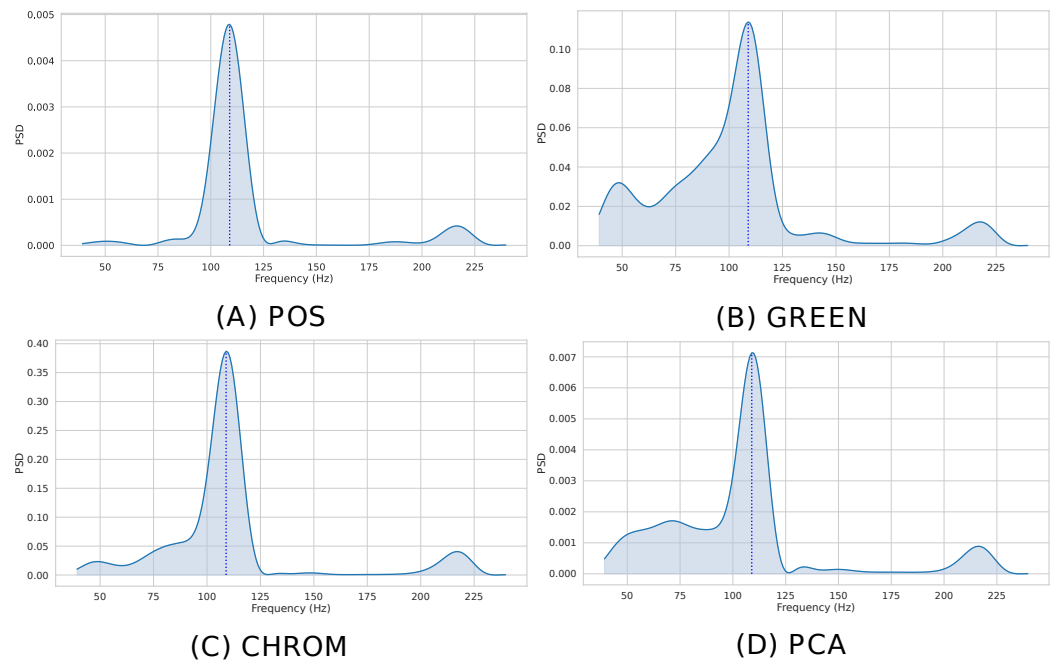 0.005
0.004
0.003
0.002
0.001
0.000
PSD
50 75 100 125 150 175 200 225
Frequency (Hz)
(A) POS
0.10
0.08
0.06
0.04
0.02
0.00
PSD
50 75 100 125 150 175 200 225
Frequency (Hz)
(B) GREEN
0.40
0.35
0.30
0.25
0.20
0.15
0.10
0.05
0.00
PSD
50 75 100 125 150 175 200 225
Frequency (Hz)
(C) CHROM
0.007
0.006
0.005
0.004
0.003
0.002
0.001
0.000
PSD
50 75 100 125 150 175 200 225
Frequency (Hz)
(D) PCA